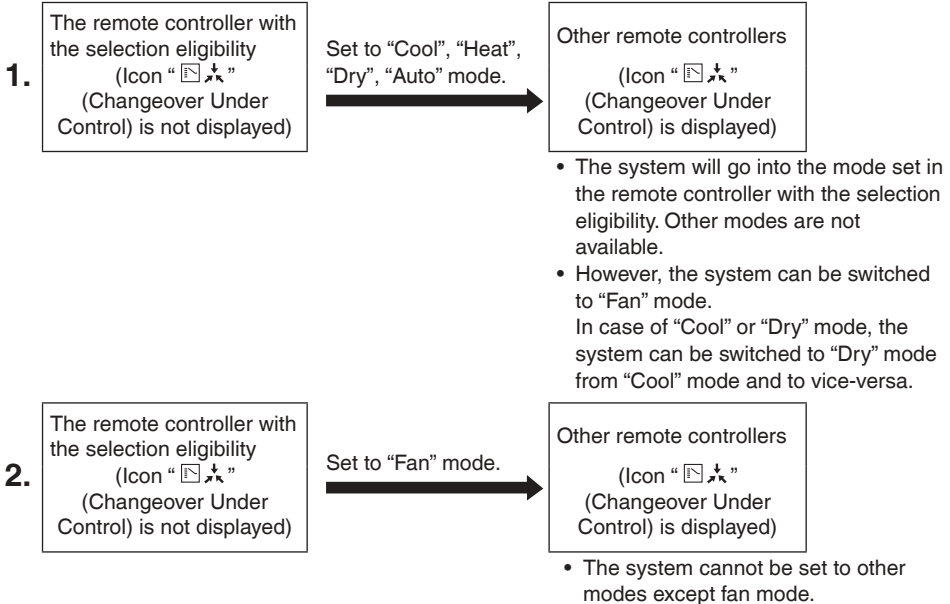 1.
The remote controller with
the selection eligibility
(Icon “ ”
(Changeover Under
Control) is not displayed)
Set to “Cool”, “Heat”,
“Dry”, “Auto” mode.
Other remote controllers
(Icon “ ”
(Changeover Under
Control) is displayed)
• The system will go into the mode set in
the remote controller with the selection
eligibility. Other modes are not
available.
• However, the system can be switched
to “Fan” mode.
In case of “Cool” or “Dry” mode, the
system can be switched to “Dry” mode
from “Cool” mode and to vice-versa.
2.
The remote controller with
the selection eligibility
(Icon “ ”
(Changeover Under
Control) is not displayed)
Set to “Fan” mode.
Other remote controllers
(Icon “ ”
(Changeover Under
Control) is displayed)
• The system cannot be set to other
modes except fan mode.